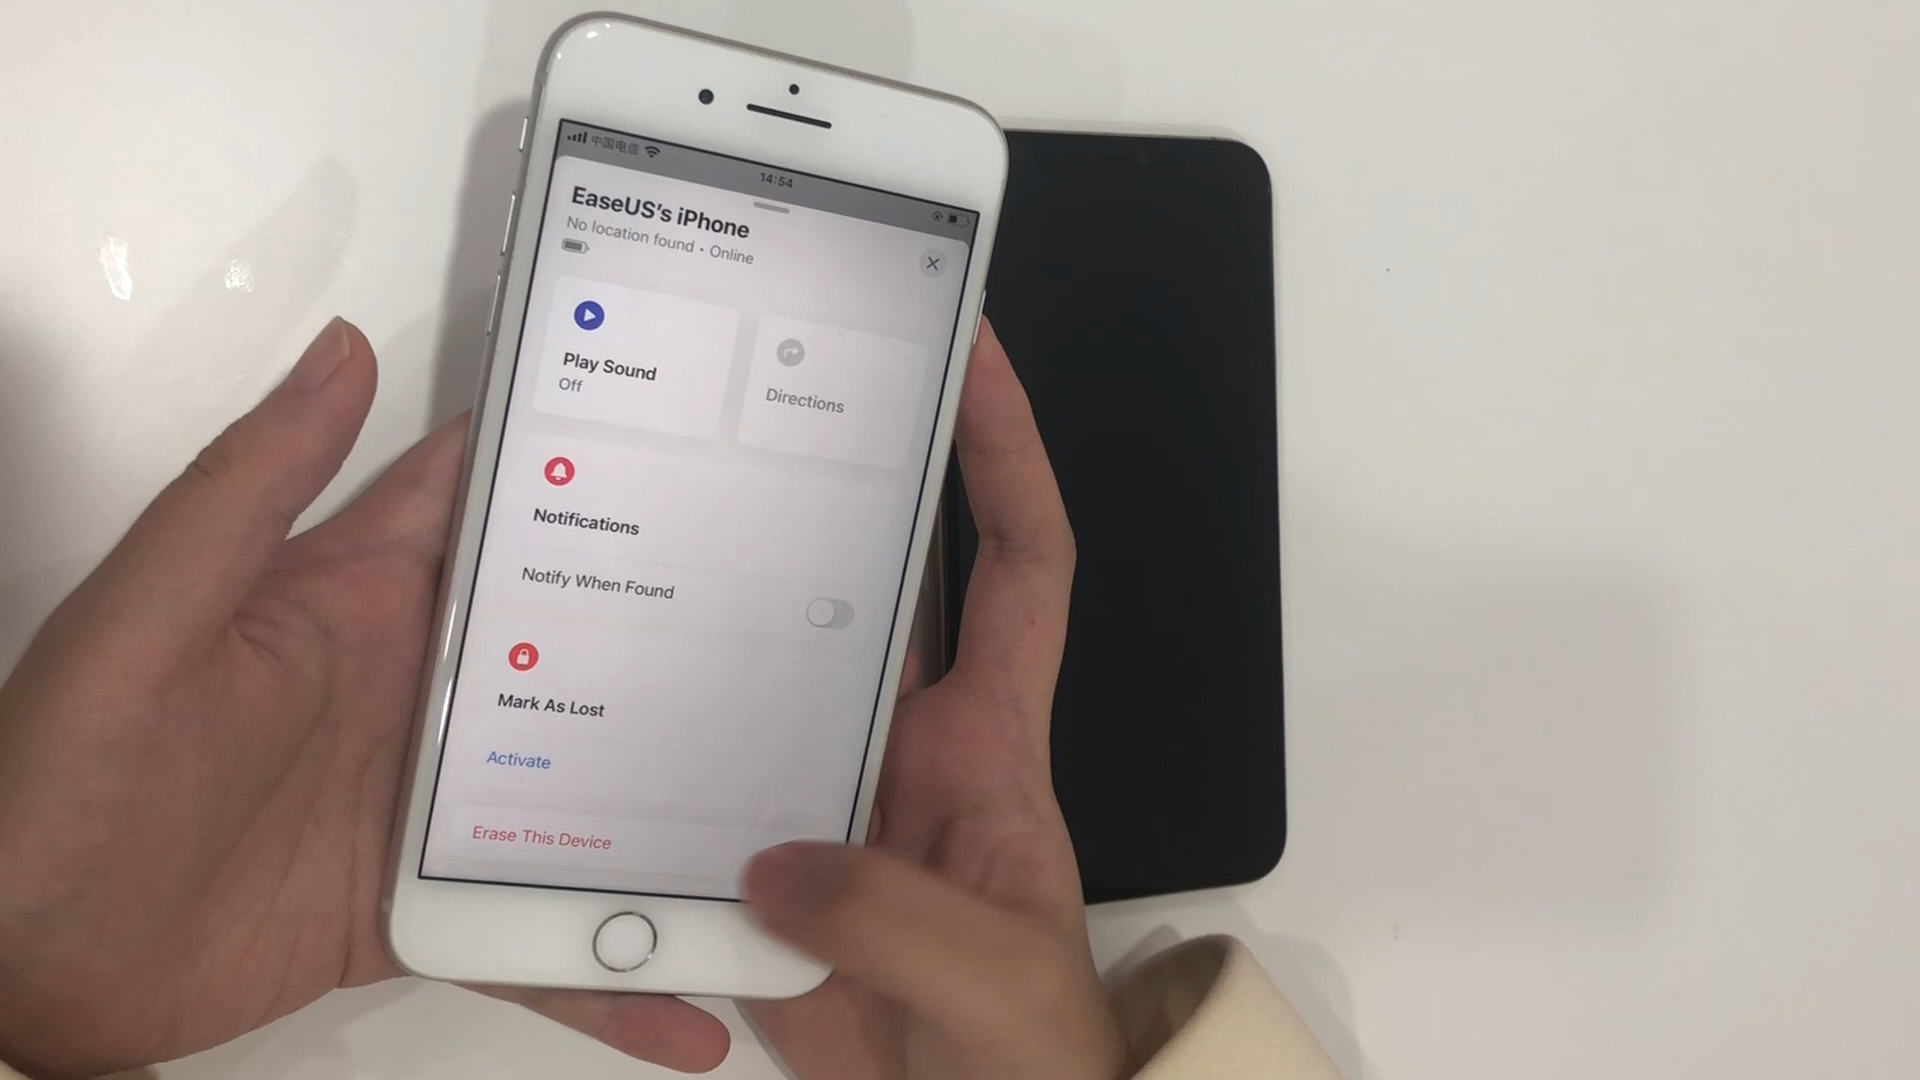 中国电信
14:54
EaseUS's iPhone
No location found • Online
Play Sound
Off
Directions
Notifications
Notify When Found
Mark As Lost
Activate
Erase This Device